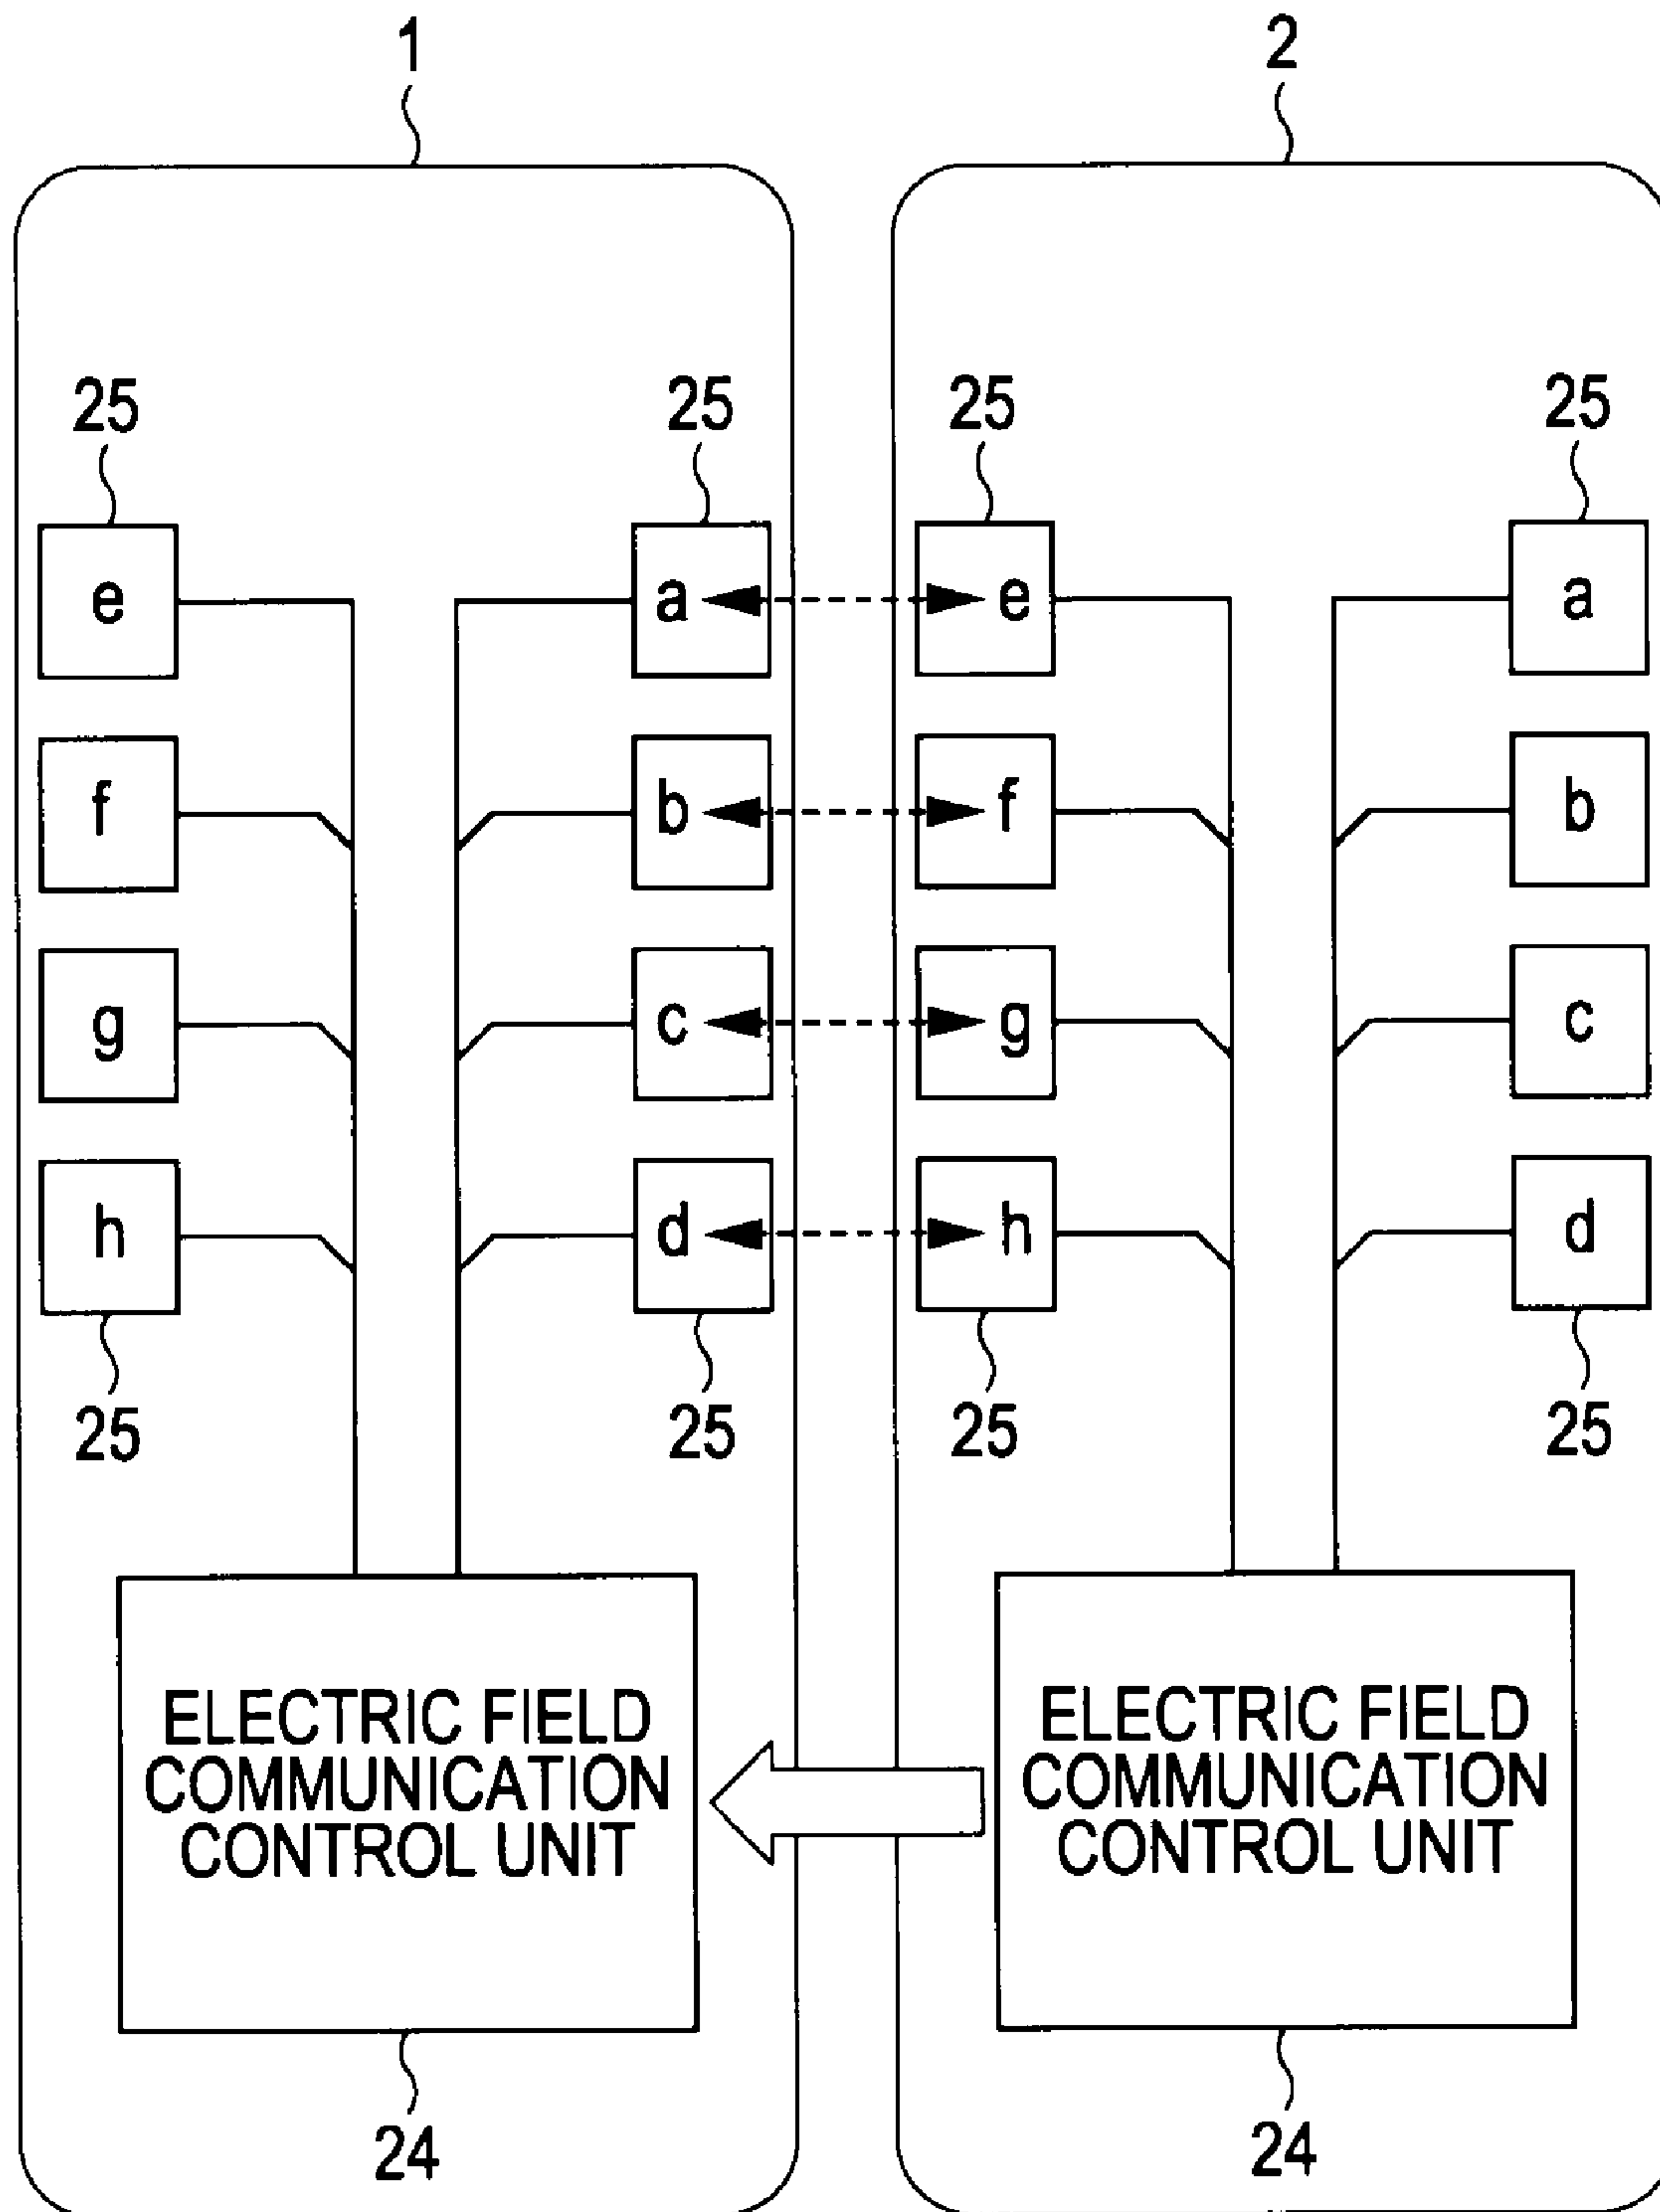 1
2
25
25
25
25
e
a
e
a
f
b
f
b
g
c
g
c
h
d
h
d
25
25
25
25
ELECTRIC FIELD
COMMUNICATION
CONTROL UNIT
ELECTRIC FIELD
COMMUNICATION
CONTROL UNIT
24
24